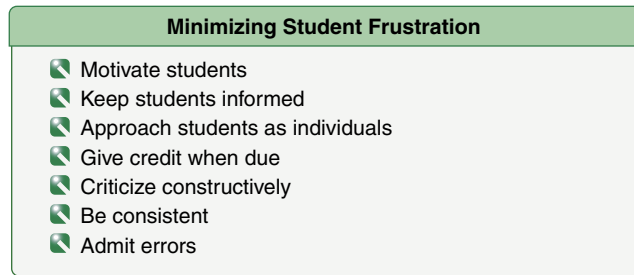 Minimizing Student Frustration
Motivate students
Keep students informed
Approach students as individuals
Give credit when due
Criticize constructively
Be consistent
Admit errors